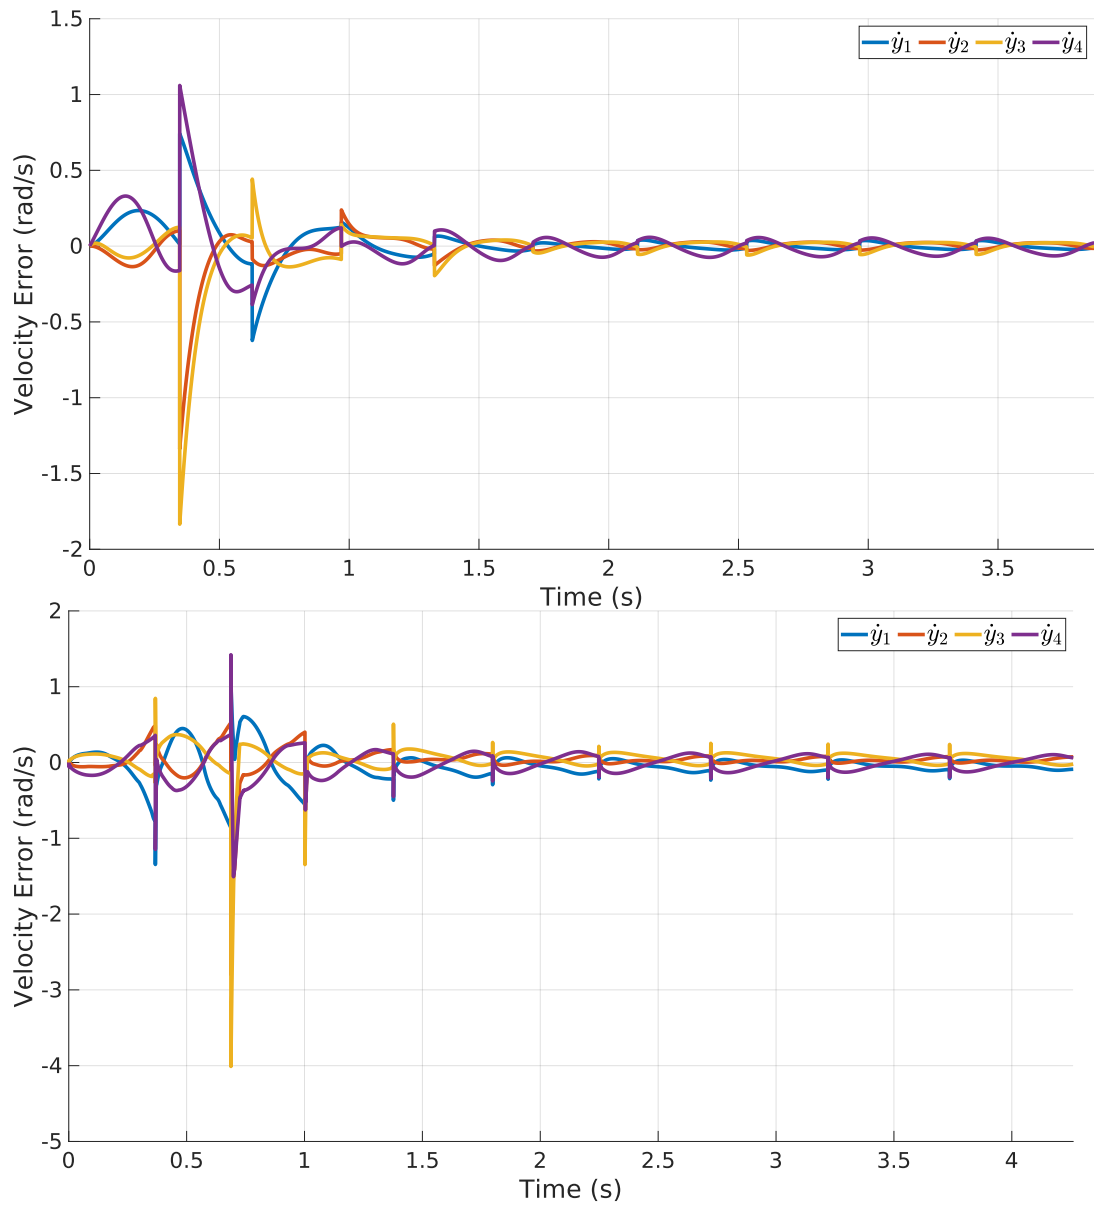 1.5
ẏ1 ẏ2 ẏ3 ẏ4
1
0.5
0
-0.5
-1
-1.5
-2
Velocity Error (rad/s)
0 0.5 1 1.5 2 2.5 3 3.5
Time (s)
2
ẏ1 ẏ2 ẏ3 ẏ4
1
0
-1
-2
-3
-4
-5
Velocity Error (rad/s)
0 0.5 1 1.5 2 2.5 3 3.5 4
Time (s)